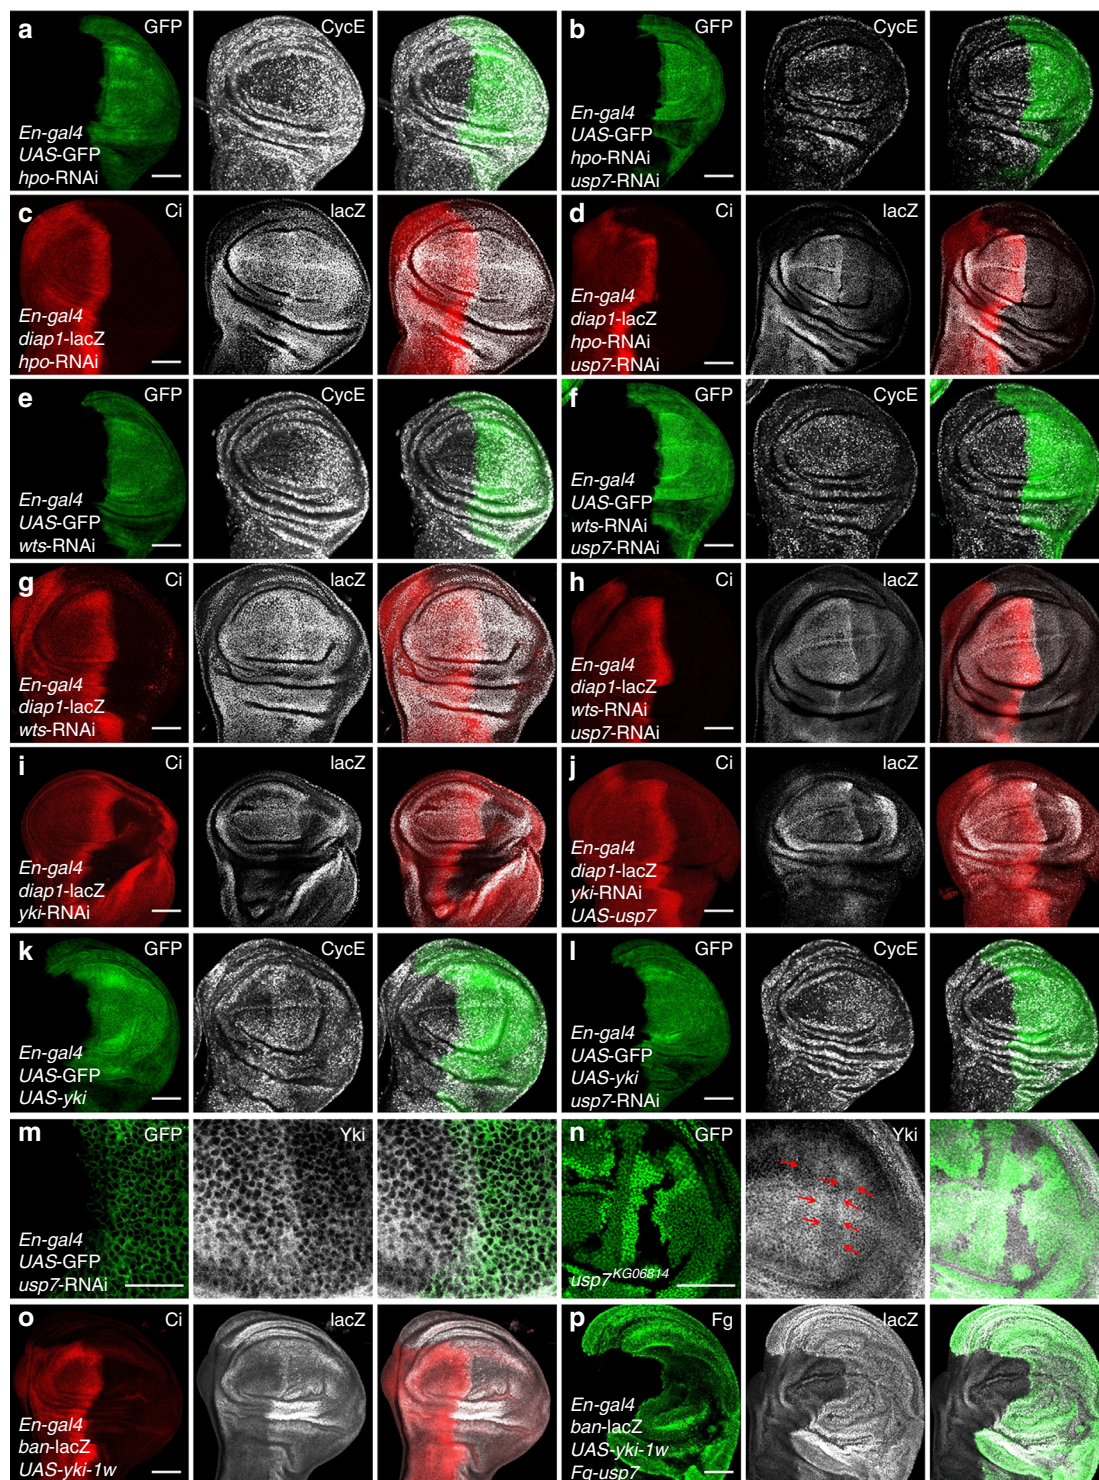 a GFP CycE
En-gal4
UAS-GFP
hpo-RNAi
b GFP CycE
En-gal4
UAS-GFP
hpo-RNAi
usp7-RNAi
c Ci lacZ
En-gal4
diap1-lacZ
hpo-RNAi
d Ci lacZ
En-gal4
diap1-lacZ
hpo-RNAi
usp7-RNAi
e GFP CycE
En-gal4
UAS-GFP
wts-RNAi
f GFP CycE
En-gal4
UAS-GFP
wts-RNAi
usp7-RNAi
g Ci lacZ
En-gal4
diap1-lacZ
wts-RNAi
h Ci lacZ
En-gal4
diap1-lacZ
wts-RNAi
usp7-RNAi
i Ci lacZ
En-gal4
diap1-lacZ
yki-RNAi
j Ci lacZ
En-gal4
diap1-lacZ
yki-RNAi
UAS-usp7
k GFP CycE
En-gal4
UAS-GFP
UAS-yki
l GFP CycE
En-gal4
UAS-GFP
UAS-yki
usp7-RNAi
m GFP Yki
En-gal4
UAS-GFP
usp7-RNAi
n GFP Yki
usp7KG06814
o Ci lacZ
En-gal4
ban-lacZ
UAS-yki-1w
p Fg lacZ
En-gal4
ban-lacZ
UAS-yki-1w
Fg-usp7